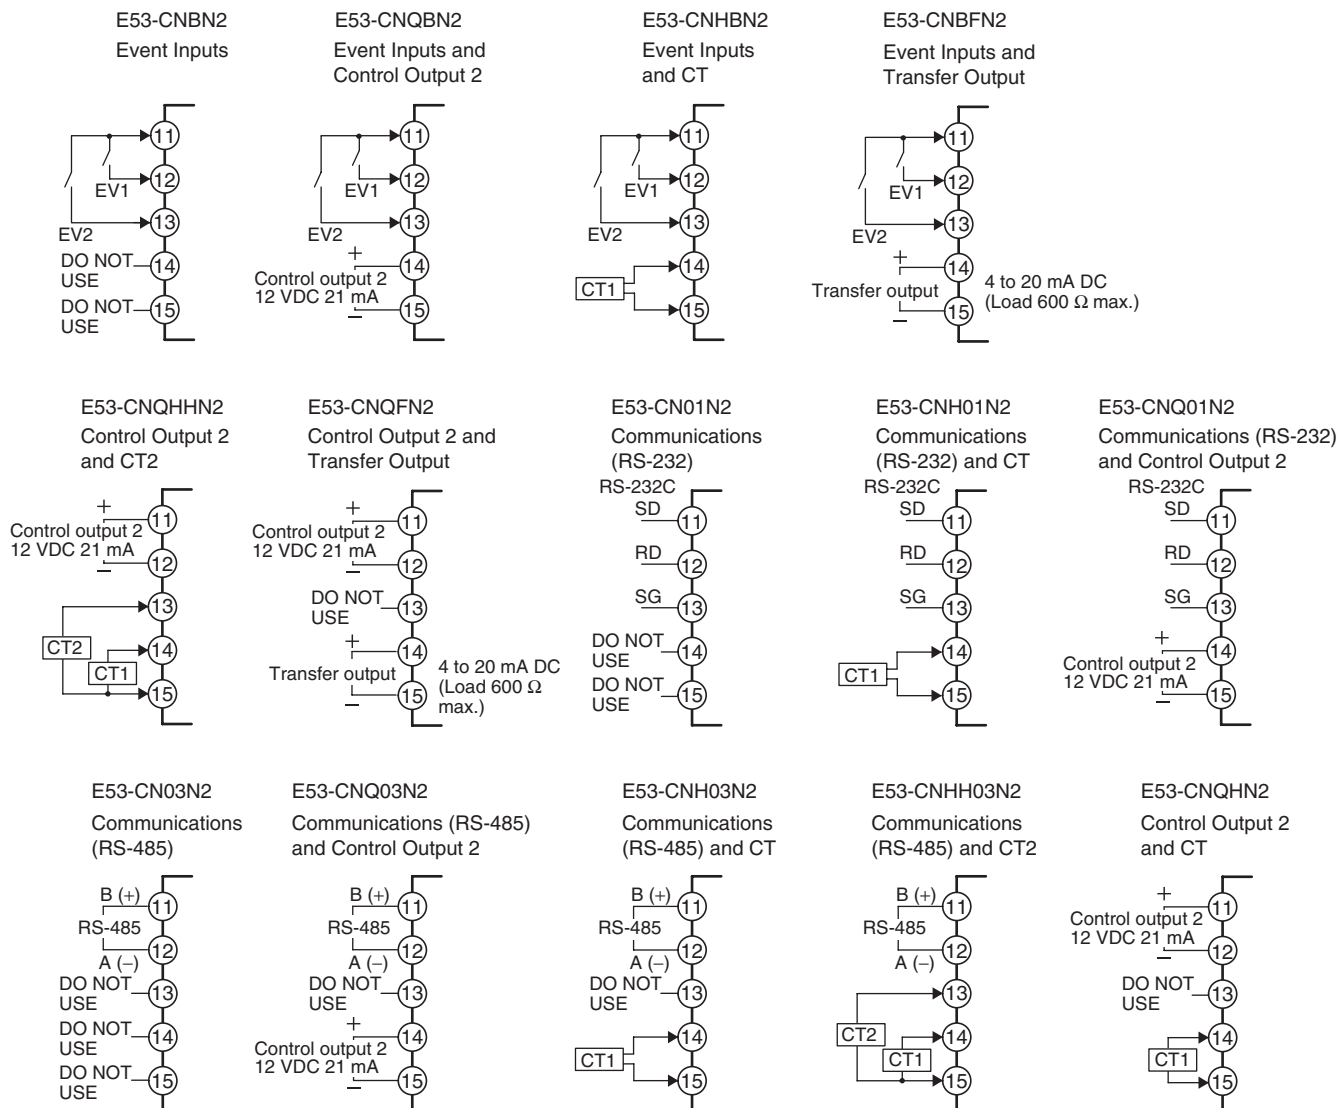 E53-CNBN2
Event Inputs
11
12
EV1
13
EV2
DO NOT
USE
14
DO NOT
USE
15
E53-CNQBN2
Event Inputs and
Control Output 2
11
12
EV1
13
EV2
+
14
Control output 2
12 VDC 21 mA
−
15
E53-CNHBN2
Event Inputs
and CT
11
12
EV1
13
EV2
14
CT1
15
E53-CNBFN2
Event Inputs and
Transfer Output
11
12
EV1
13
EV2
+
14
Transfer output
4 to 20 mA DC
(Load 600 Ω max.)
−
15
E53-CNQHHN2
Control Output 2
and CT2
+
11
Control output 2
12 VDC 21 mA
−
12
13
CT2
14
CT1
15
E53-CNQFN2
Control Output 2 and
Transfer Output
+
11
Control output 2
12 VDC 21 mA
−
12
DO NOT
USE
13
+
14
Transfer output
4 to 20 mA DC
(Load 600 Ω
max.)
−
15
E53-CN01N2
Communications
(RS-232)
RS-232C
SD
11
RD
12
SG
13
DO NOT
USE
14
DO NOT
USE
15
E53-CNH01N2
Communications
(RS-232) and CT
RS-232C
SD
11
RD
12
SG
13
14
CT1
15
E53-CNQ01N2
Communications (RS-232)
and Control Output 2
RS-232C
SD
11
RD
12
SG
13
+
14
Control output 2
12 VDC 21 mA
−
15
E53-CN03N2
Communications
(RS-485)
B (+)
11
RS-485
12
A (−)
DO NOT
USE
13
DO NOT
USE
14
DO NOT
USE
15
E53-CNQ03N2
Communications (RS-485)
and Control Output 2
B (+)
11
RS-485
12
A (−)
DO NOT
USE
13
+
14
Control output 2
12 VDC 21 mA
−
15
E53-CNH03N2
Communications
(RS-485) and CT
B (+)
11
RS-485
12
A (−)
DO NOT
USE
13
14
CT1
15
E53-CNHH03N2
Communications
(RS-485) and CT2
B (+)
11
RS-485
12
A (−)
13
CT2
14
CT1
15
E53-CNQHN2
Control Output 2
and CT
+
11
Control output 2
12 VDC 21 mA
−
12
DO NOT
USE
13
14
CT1
15